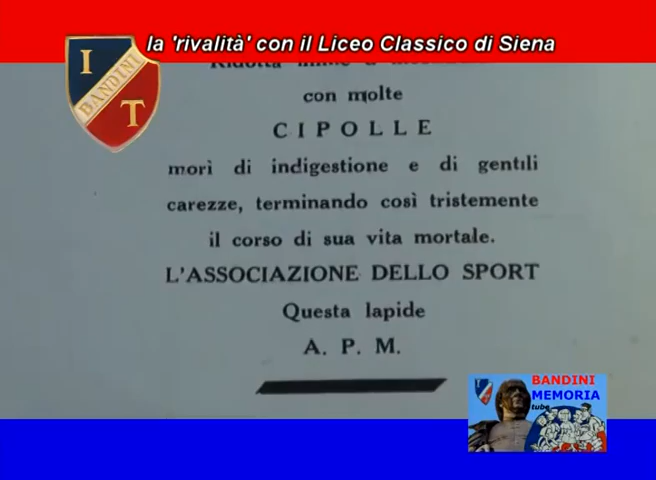 la 'rivalità' con il Liceo Classico di Siena
I
BANDINI
T
con molte
CIPOLLE
morì di indigestione e di gentili
carezze, terminando così tristemente
il corso di sua vita mortale.
L'ASSOCIAZIONE DELLO SPORT
Questa lapide
A. P. M.
BANDINI
MEMORIA
tube